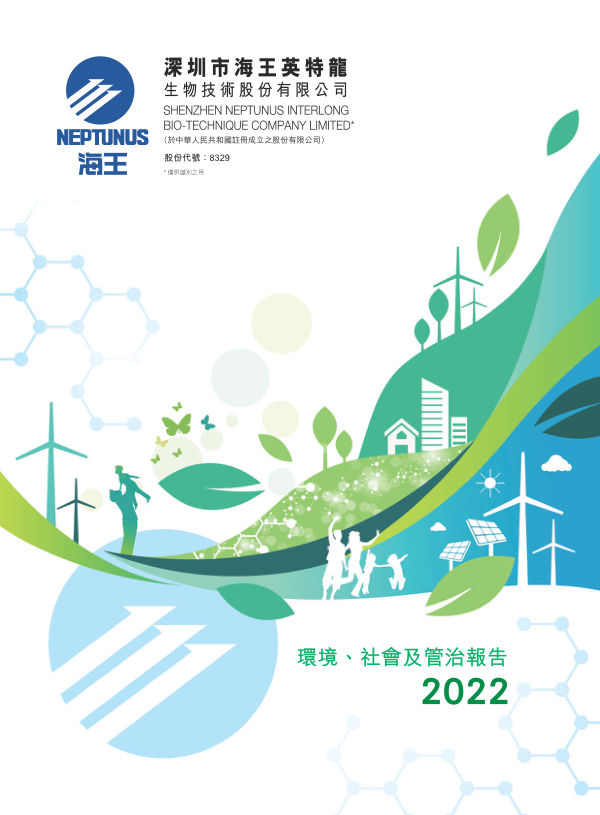 NEPTUNUS
海王
深圳市海王英特龍
生物技術股份有限公司
SHENZHEN NEPTUNUS INTERLONG
BIO-TECHNIQUE COMPANY LIMITED*
（於中華人民共和國註冊成立之股份有限公司）
股份代號：8329
* 僅供識別之用
環境、社會及管治報告
2022